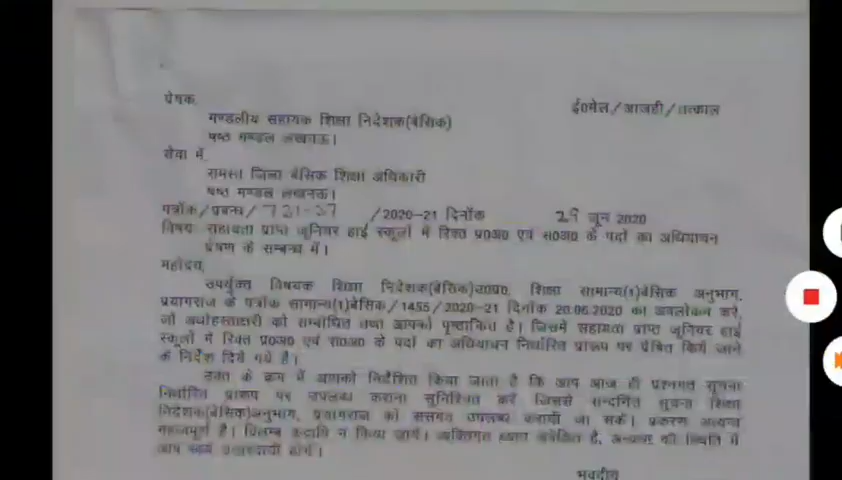 प्रेषक,
ई0मेल/आजही/तत्काल
मण्डलीय सहायक शिक्षा निदेशक(बेसिक)
षष्ठ मण्डल लखनऊ।
सेवा में,
समस्त जिला बेसिक शिक्षा अधिकारी
षष्ठ मण्डल लखनऊ।
पत्रांक/प्रबन्ध/731-37 /2020-21 दिनॉक 29 जून 2020
विषय: सहायता प्राप्त जूनियर हाई स्कूलों में रिक्त प्र0अ0 एवं स0अ0 के पदों का अधियाचन
प्रेषण के सम्बन्ध में।
महोदय,
उपर्युक्त विषयक शिक्षा निदेशक(बेसिक)उ0प्र0, शिक्षा सामान्य(1)बेसिक अनुभाग,
प्रयागराज के पत्रॉक सामान्य(1)बेसिक/1455/2020-21 दिनॉक 20.06.2020 का अवलोकन करें,
जो अधोहस्ताक्षरी को सम्बोधित तथा आपको पृष्ठांकित है। जिसमें सहायता प्राप्त जूनियर हाई
स्कूलों में रिक्त प्र0अ0 एवं स0अ0 के पदों का अधियाचन निर्धारित प्रारूप पर प्रेषित किये जाने
के निर्देश दिये गये है।
उक्त के क्रम में आपको निर्देशित किया जाता है कि आप आज ही प्रश्नगत सूचना
निर्धारित प्रारूप पर उपलब्ध कराना सुनिश्चित करें जिससे सूचना शिक्षा
निदेशक(बेसिक)अनुभाग, प्रयागराज को ससमय उपलब्ध करायी जा सके। प्रकरण अत्यन्त
महत्वपूर्ण है। विलम्ब कदापि न किया जाये। व्यक्तिगत ध्यान अपेक्षित है, अन्यथा की स्थिति में
आप स्वयं उत्तरदायी होगें।
भवदीय